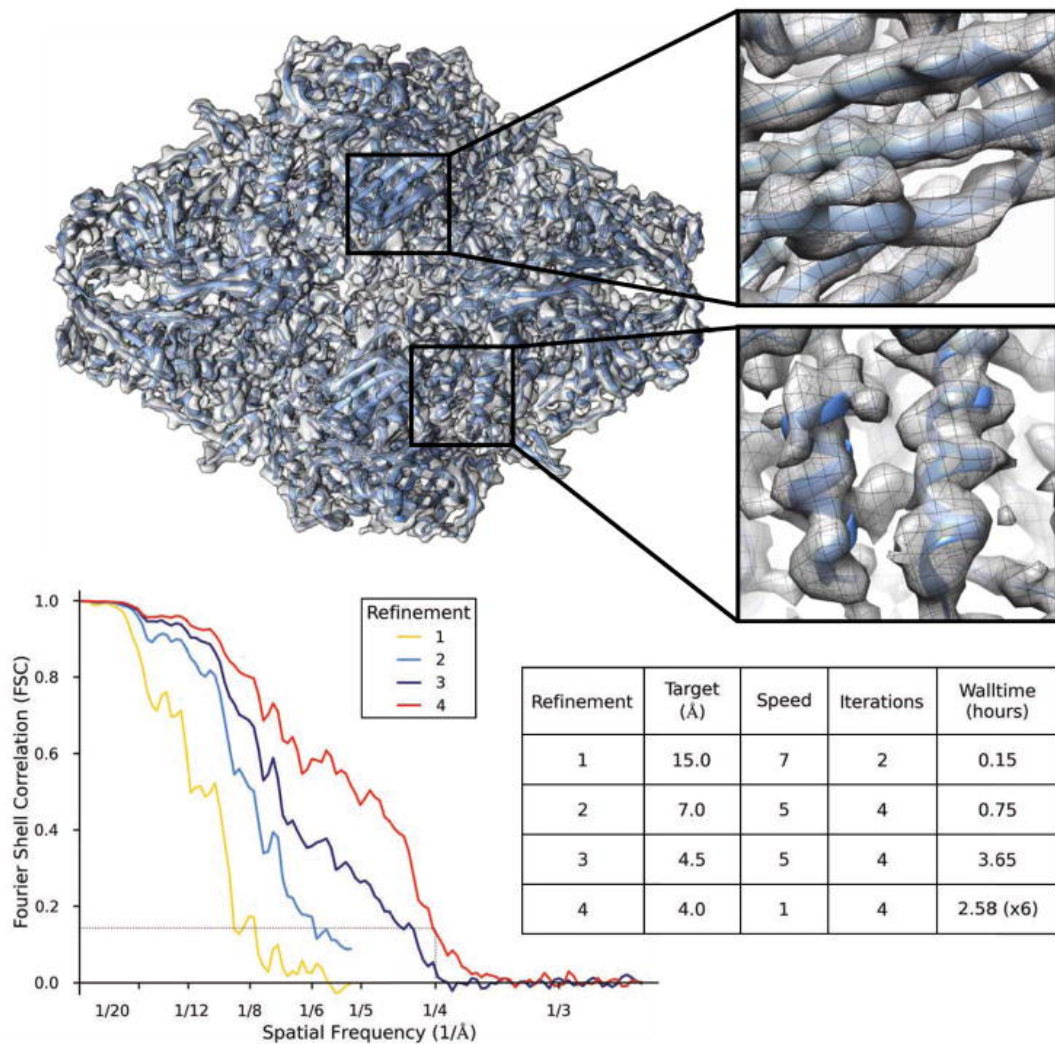 1.0
0.8
0.6
0.4
0.2
0.0
Fourier Shell Correlation (FSC)
Refinement
1
2
3
4
1/20 1/12 1/8 1/6 1/5 1/4 1/3
Spatial Frequency (1/Å)
Refinement Target (Å) Speed Iterations Walltime (hours)
1 15.0 7 2 0.15
2 7.0 5 4 0.75
3 4.5 5 4 3.65
4 4.0 1 4 2.58 (x6)